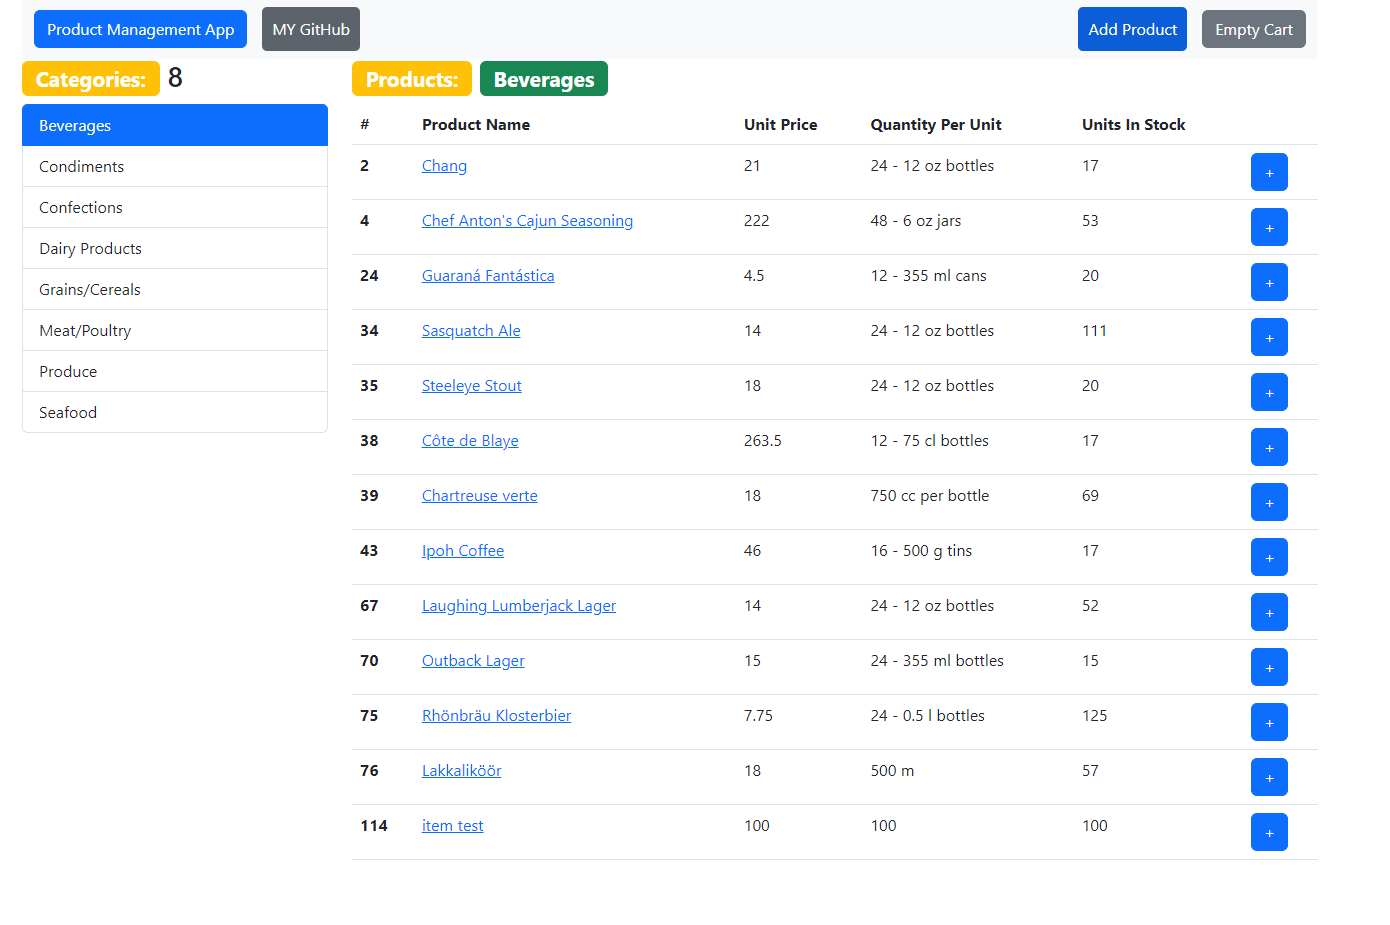 Product Management App MY GitHub Add Product Empty Cart
Categories: 8
Beverages
Condiments
Confections
Dairy Products
Grains/Cereals
Meat/Poultry
Produce
Seafood
Products: Beverages
# Product Name Unit Price Quantity Per Unit Units In Stock
2 Chang 21 24 - 12 oz bottles 17 +
4 Chef Anton's Cajun Seasoning 222 48 - 6 oz jars 53 +
24 Guaraná Fantástica 4.5 12 - 355 ml cans 20 +
34 Sasquatch Ale 14 24 - 12 oz bottles 111 +
35 Steeleye Stout 18 24 - 12 oz bottles 20 +
38 Côte de Blaye 263.5 12 - 75 cl bottles 17 +
39 Chartreuse verte 18 750 cc per bottle 69 +
43 Ipoh Coffee 46 16 - 500 g tins 17 +
67 Laughing Lumberjack Lager 14 24 - 12 oz bottles 52 +
70 Outback Lager 15 24 - 355 ml bottles 15 +
75 Rhönbräu Klosterbier 7.75 24 - 0.5 l bottles 125 +
76 Lakkalikööri 18 500 m 57 +
114 item test 100 100 100 +